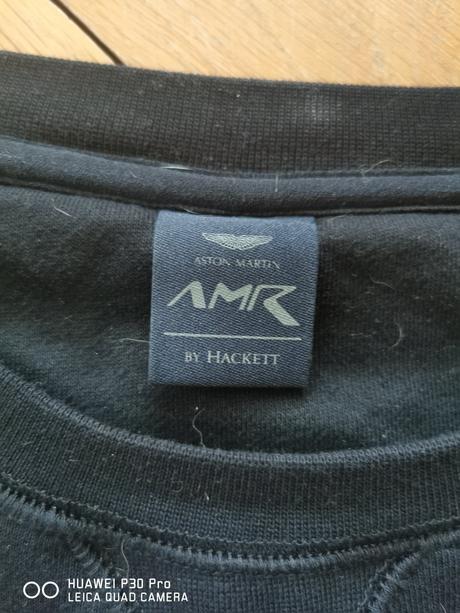 ASTON MARTIN
AMR
BY HACKETT
HUAWEI P30 Pro
LEICA QUAD CAMERA